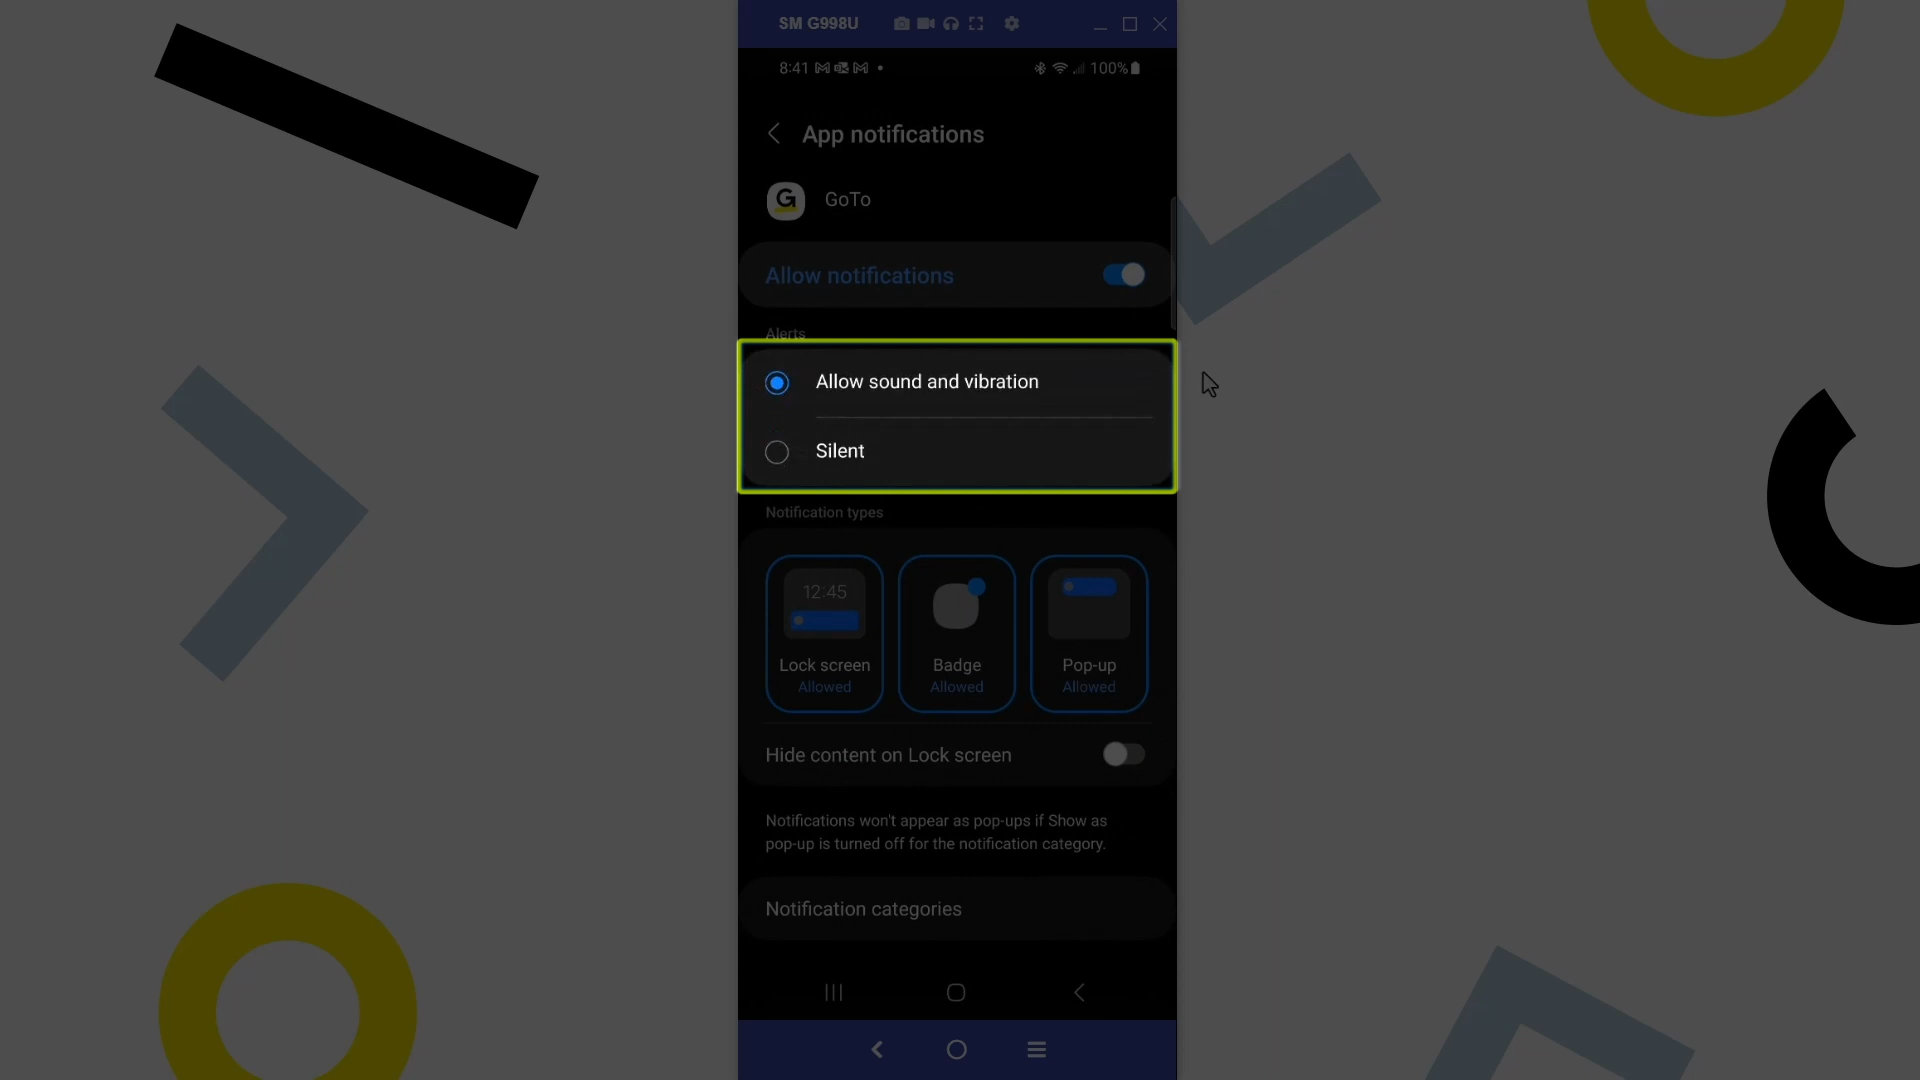 SM G998U
8:41
100%
App notifications
G
GoTo
Allow notifications
Alerts
Allow sound and vibration
Silent
Notification types
12:45
Lock screen
Allowed
Badge
Allowed
Pop-up
Allowed
Hide content on Lock screen
Notifications won't appear as pop-ups if Show as
pop-up is turned off for the notification category.
Notification categories